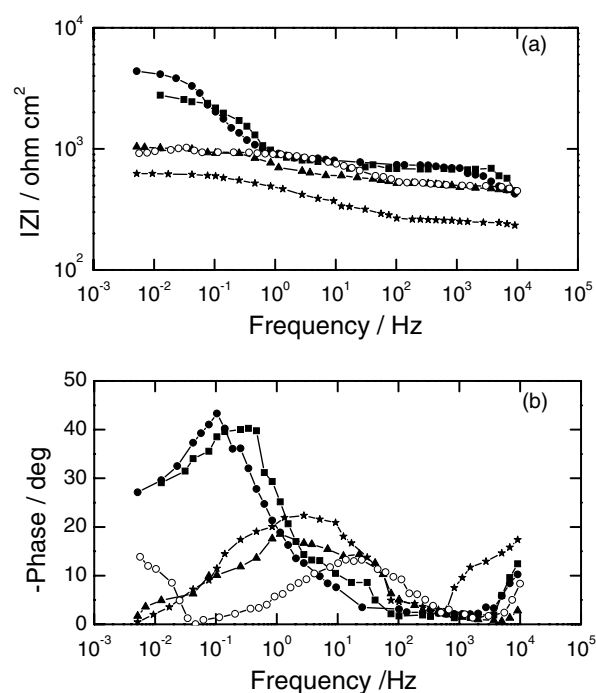 (a)
10^4
10^3
10^2
|Z| / ohm cm^2
10^-3 10^-2 10^-1 10^0 10^1 10^2 10^3 10^4 10^5
Frequency / Hz
(b)
50
40
30
20
10
0
-Phase / deg
10^-3 10^-2 10^-1 10^0 10^1 10^2 10^3 10^4 10^5
Frequency /Hz